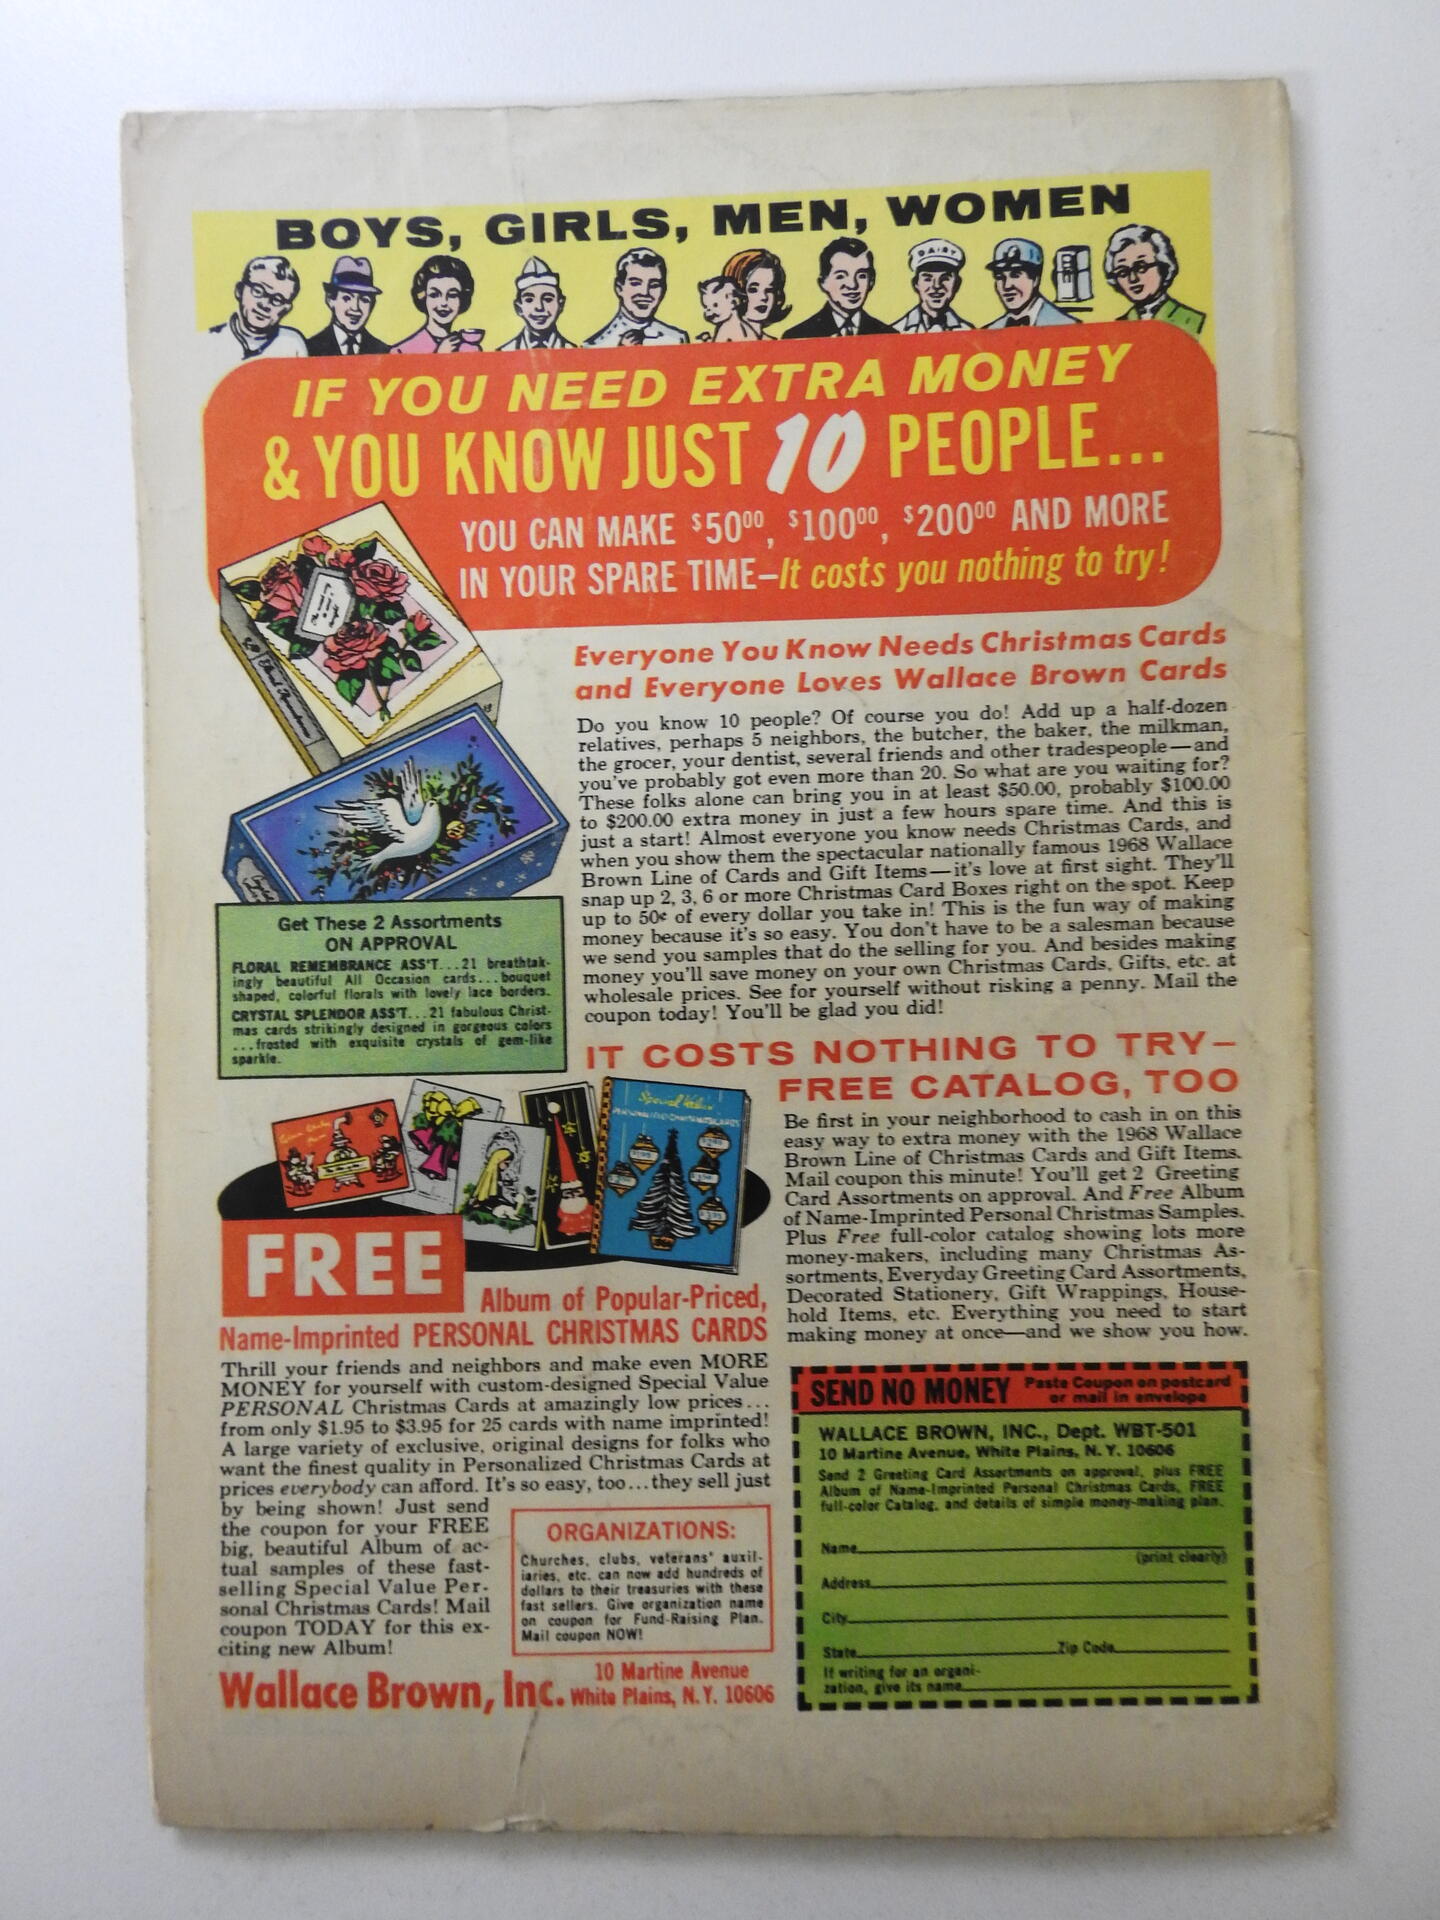 BOYS, GIRLS, MEN, WOMEN
DAIRY
IF YOU NEED EXTRA MONEY
& YOU KNOW JUST 10 PEOPLE...
YOU CAN MAKE $50⁰⁰, $100⁰⁰, $200⁰⁰ AND MORE
IN YOUR SPARE TIME—It costs you nothing to try!
Everyone You Know Needs Christmas Cards
and Everyone Loves Wallace Brown Cards
Do you know 10 people? Of course you do! Add up a half-dozen
relatives, perhaps 5 neighbors, the butcher, the baker, the milkman,
the grocer, your dentist, several friends and other tradespeople—and
you've probably got even more than 20. So what are you waiting for?
These folks alone can bring you in at least $50.00, probably $100.00
to $200.00 extra money in just a few hours spare time. And this is
just a start! Almost everyone you know needs Christmas Cards, and
when you show them the spectacular nationally famous 1968 Wallace
Brown Line of Cards and Gift Items—it's love at first sight. They'll
snap up 2, 3, 6 or more Christmas Card Boxes right on the spot. Keep
up to 50¢ of every dollar you take in! This is the fun way of making
money because it's so easy. You don't have to be a salesman because
we send you samples that do the selling for you. And besides making
money you'll save money on your own Christmas Cards, Gifts, etc. at
wholesale prices. See for yourself without risking a penny. Mail the
coupon today! You'll be glad you did!
Get These 2 Assortments
ON APPROVAL
FLORAL REMEMBRANCE ASS'T...21 breathtak-
ingly beautiful All Occasion cards...bouquet
shaped, colorful florals with lovely lace borders.
CRYSTAL SPLENDOR ASS'T...21 fabulous Christ-
mas cards strikingly designed in gorgeous colors
...frosted with exquisite crystals of gem-like
sparkle.
IT COSTS NOTHING TO TRY—
FREE CATALOG, TOO
Be first in your neighborhood to cash in on this
easy way to extra money with the 1968 Wallace
Brown Line of Christmas Cards and Gift Items.
Mail coupon this minute! You'll get 2 Greeting
Card Assortments on approval. And Free Album
of Name-Imprinted Personal Christmas Samples.
Plus Free full-color catalog showing lots more
money-makers, including many Christmas As-
sortments, Everyday Greeting Card Assortments,
Decorated Stationery, Gift Wrappings, House-
hold Items, etc. Everything you need to start
making money at once—and we show you how.
Special Value
PERSONALIZED CHRISTMAS CARDS
FREE
Album of Popular-Priced,
Name-Imprinted PERSONAL CHRISTMAS CARDS
Thrill your friends and neighbors and make even MORE
MONEY for yourself with custom-designed Special Value
PERSONAL Christmas Cards at amazingly low prices...
from only $1.95 to $3.95 for 25 cards with name imprinted!
A large variety of exclusive, original designs for folks who
want the finest quality in Personalized Christmas Cards at
prices everybody can afford. It's so easy, too...they sell just
by being shown! Just send
the coupon for your FREE
big, beautiful Album of ac-
tual samples of these fast-
selling Special Value Per-
sonal Christmas Cards! Mail
coupon TODAY for this ex-
citing new Album!
ORGANIZATIONS:
Churches, clubs, veterans' auxil-
iaries, etc. can now add hundreds of
dollars to their treasuries with these
fast sellers. Give organization name
on coupon for Fund-Raising Plan.
Mail coupon NOW!
Wallace Brown, Inc. 10 Martine Avenue
White Plains, N.Y. 10606
SEND NO MONEY Paste Coupon on postcard
or mail in envelope
WALLACE BROWN, INC., Dept. WBT-501
10 Martine Avenue, White Plains, N. Y. 10606
Send 2 Greeting Card Assortments on approval, plus FREE
Album of Name-Imprinted Personal Christmas Cards, FREE
full-color Catalog, and details of simple money-making plan.
Name
(print clearly)
Address
City
State Zip Code
If writing for an organi-
zation, give its name